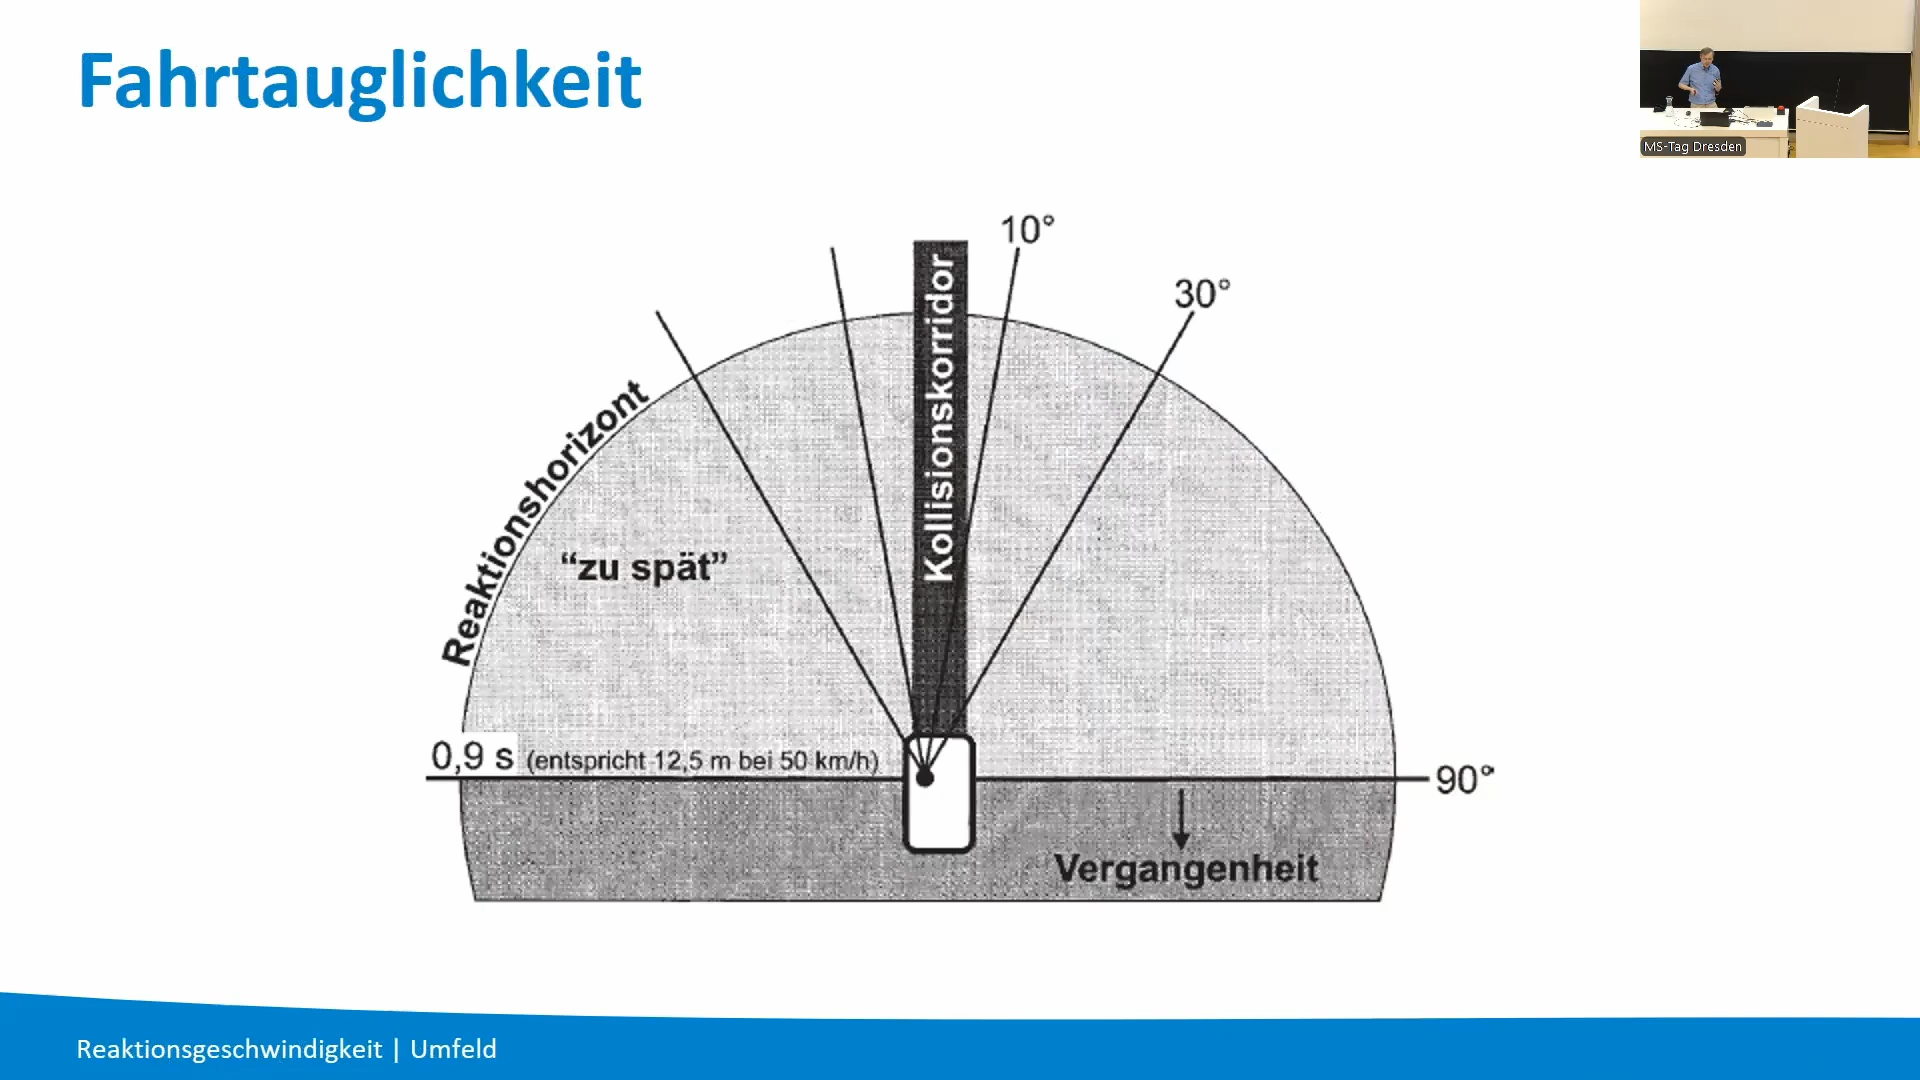 Fahrtauglichkeit
MS-Tag Dresden
10°
30°
Kollisionskorridor
Reaktionshorizont
“zu spät”
0,9 s (entspricht 12,5 m bei 50 km/h)
90°
Vergangenheit
Reaktionsgeschwindigkeit | Umfeld